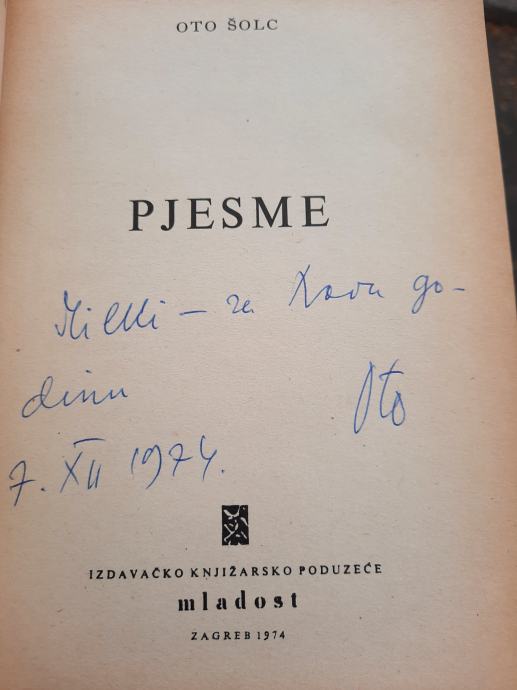 OTO ŠOLC
PJESME
Milki – za Novu go-
dinu
Oto
7. XII 1974.
IZDAVAČKO KNJIŽARSKO PODUZEĆE
mladost
ZAGREB 1974